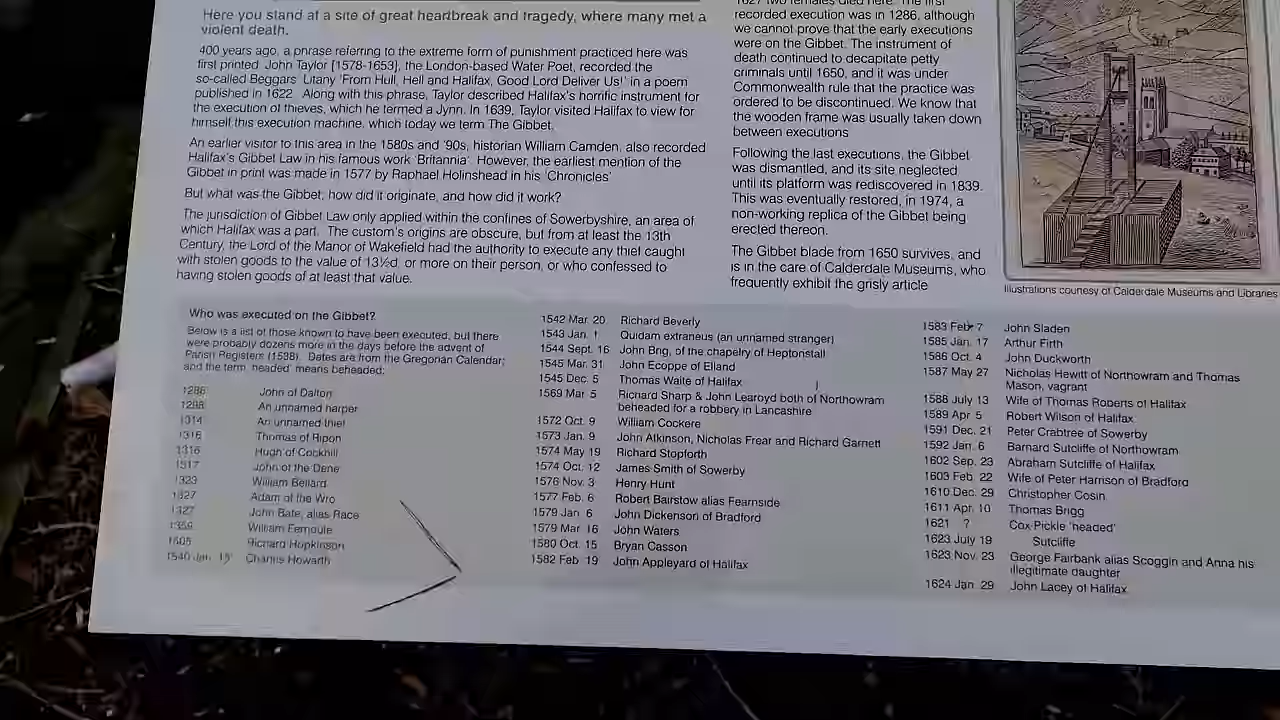 Here you stand at a site of great heartbreak and tragedy, where many met a
violent death.
400 years ago, a phrase referring to the extreme form of punishment practiced here was
first printed. John Taylor [1578-1653], the London-based Water Poet, recorded the
so-called Beggars' Litany 'From Hull, Hell and Halifax, Good Lord Deliver Us!' in a poem
published in 1622. Along with this phrase, Taylor described Halifax's horrific instrument for
the execution of thieves, which he termed a Jynn. In 1639, Taylor visited Halifax to view for
himself this execution machine, which today we term The Gibbet.
An earlier visitor to this area in the 1580s and '90s, historian William Camden, also recorded
Halifax's Gibbet Law in his famous work 'Britannia'. However, the earliest mention of the
Gibbet in print was made in 1577 by Raphael Holinshead in his 'Chronicles'
But what was the Gibbet, how did it originate, and how did it work?
The jurisdiction of Gibbet Law only applied within the confines of Sowerbyshire, an area of
which Halifax was a part. The custom's origins are obscure, but from at least the 13th
Century, the Lord of the Manor of Wakefield had the authority to execute any thief caught
with stolen goods to the value of 13½d, or more on their person, or who confessed to
having stolen goods of at least that value.
1627 two females died here. The first
recorded execution was in 1286, although
we cannot prove that the early executions
were on the Gibbet. The instrument of
death continued to decapitate petty
criminals until 1650, and it was under
Commonwealth rule that the practice was
ordered to be discontinued. We know that
the wooden frame was usually taken down
between executions
Following the last executions, the Gibbet
was dismantled, and its site neglected
until its platform was rediscovered in 1839.
This was eventually restored, in 1974, a
non-working replica of the Gibbet being
erected thereon.
The Gibbet blade from 1650 survives, and
is in the care of Calderdale Museums, who
frequently exhibit the grisly article
Illustrations courtesy of Calderdale Museums and Libraries
Who was executed on the Gibbet?
Below is a list of those known to have been executed, but there
were probably dozens more in the days before the advent of
Parish Registers (1538). Dates are from the Gregorian Calendar;
and the term 'headed' means beheaded;
1286 John of Dalton
1288 An unnamed harper
1314 An unnamed thief
1316 Thomas of Ripon
1316 Hugh of Cockhill
1317 John of the Dene
1323 William Bellard
1327 Adam of the Wro
1327 John Bate, alias Race
1359 William Fernoule
1505 Richard Hopkinson
1540 Jan. 15 Charles Howarth
1542 Mar. 20 Richard Beverly
1543 Jan. 1 Quidam extraneus (an unnamed stranger)
1544 Sept. 16 John Brig, of the chapelry of Heptonstall
1545 Mar. 31 John Ecoppe of Elland
1545 Dec. 5 Thomas Waite of Halifax
1569 Mar 5 Richard Sharp & John Learoyd both of Northowram
beheaded for a robbery in Lancashire
1572 Oct. 9 William Cockere
1573 Jan. 9 John Atkinson, Nicholas Frear and Richard Garnett
1574 May 19 Richard Stopforth
1574 Oct. 12 James Smith of Sowerby
1576 Nov. 3 Henry Hunt
1577 Feb. 6 Robert Bairstow alias Fearnside
1579 Jan 6 John Dickenson of Bradford
1579 Mar 16 John Waters
1580 Oct. 15 Bryan Casson
1582 Feb 19 John Appleyard of Halifax
1583 Feb 7 John Sladen
1585 Jan. 17 Arthur Firth
1586 Oct. 4 John Duckworth
1587 May 27 Nicholas Hewitt of Northowram and Thomas
Mason, vagrant
1588 July 13 Wife of Thomas Roberts of Halifax
1589 Apr 5 Robert Wilson of Halifax
1591 Dec. 21 Peter Crabtree of Sowerby
1592 Jan. 6 Barnard Sutcliffe of Northowram
1602 Sep. 23 Abraham Sutcliffe of Halifax
1603 Feb. 22 Wife of Peter Harrison of Bradford
1610 Dec. 29 Christopher Cosin
1611 Apr. 10 Thomas Brigg
1621 ? Cox Pickle 'headed'
1623 July 19 Sutcliffe
1623 Nov. 23 George Fairbank alias Scoggin and Anna his
illegitimate daughter
1624 Jan. 29 John Lacey of Halifax